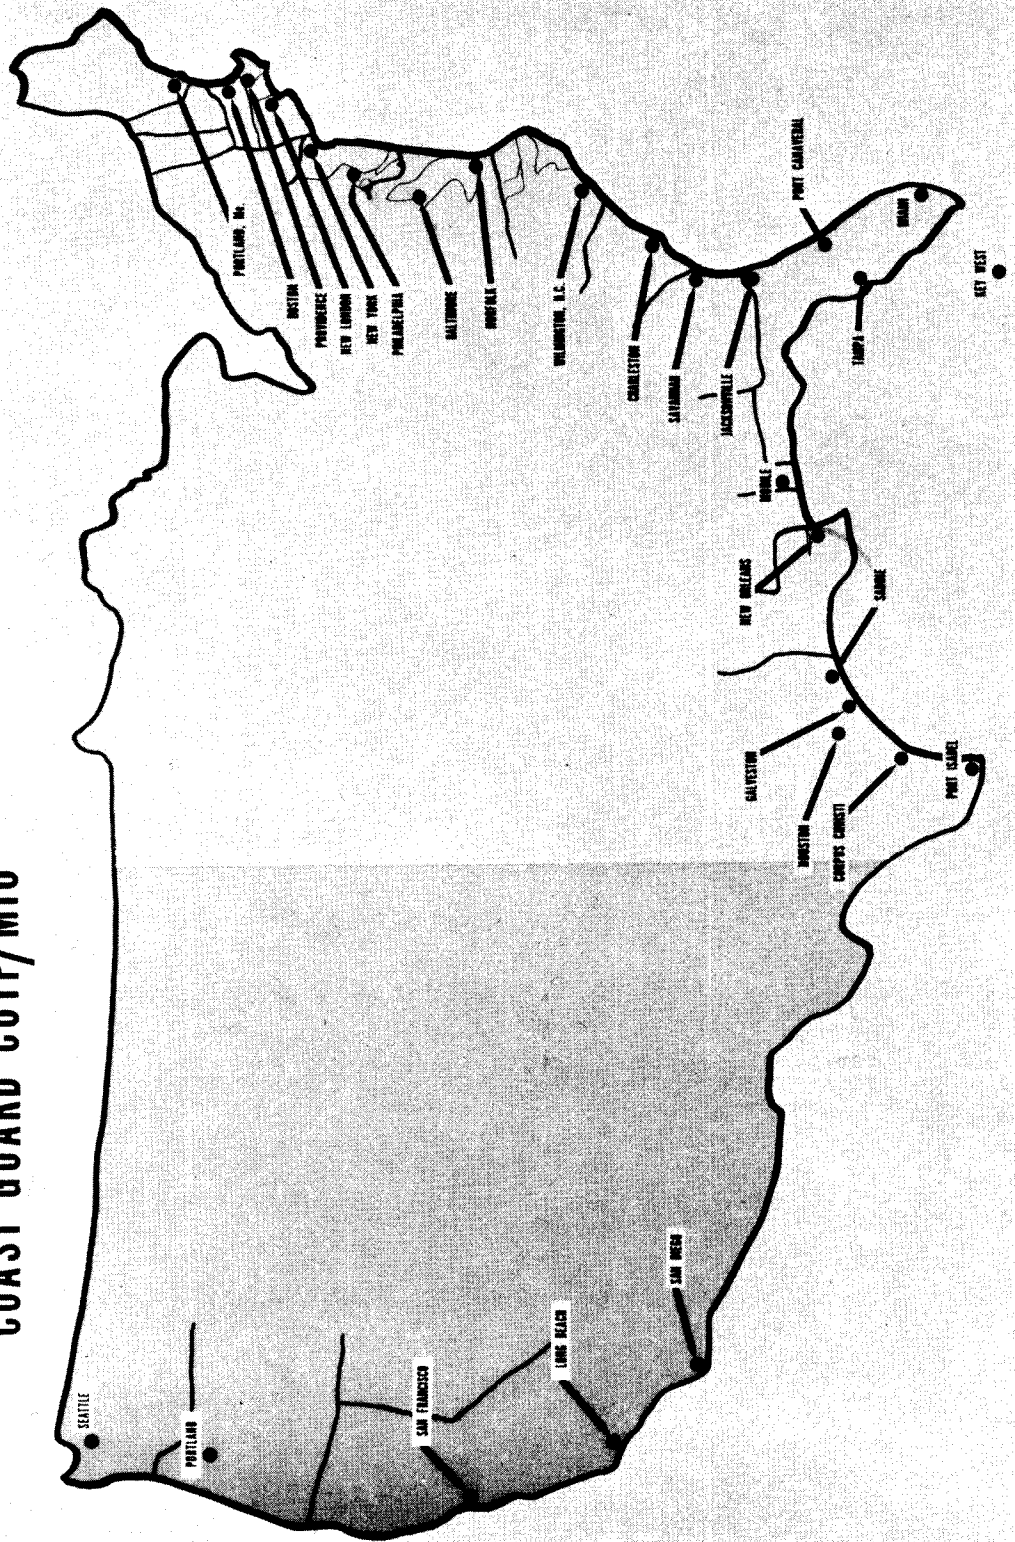 COAST GUARD COTP/MIO
SEATTLE
PORTLAND
SAN FRANCISCO
LONG BEACH
SAN DIEGO
PORTLAND, Me.
BOSTON
PROVIDENCE
NEW LONDON
NEW YORK
PHILADELPHIA
BALTIMORE
NORFOLK
WILMINGTON, N.C.
CHARLESTON
SAVANNAH
JACKSONVILLE
PORT CANAVERAL
MIAMI
KEY WEST
TAMPA
MOBILE
NEW ORLEANS
SABINE
GALVESTON
HOUSTON
CORPUS CHRISTI
PORT ISABEL